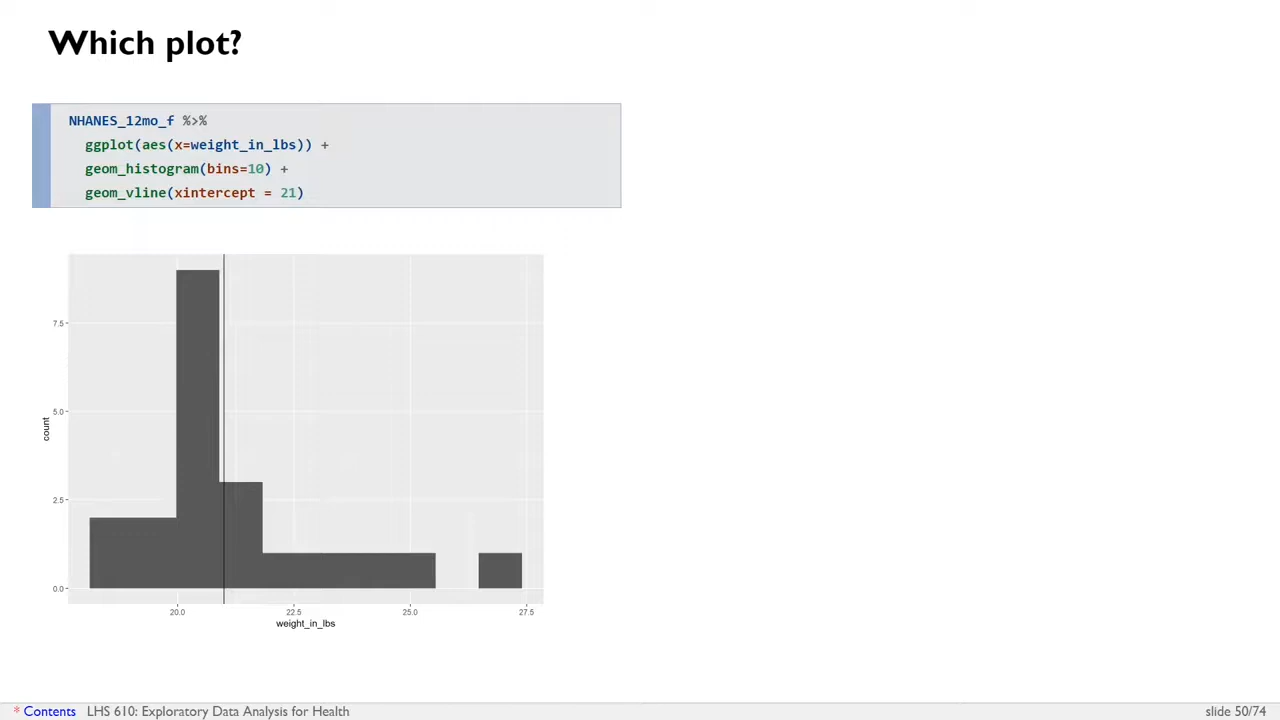 Which plot?
NHANES_12mo_f %>%
ggplot(aes(x=weight_in_lbs)) +
geom_histogram(bins=10) +
geom_vline(xintercept = 21)
7.5
5.0
2.5
0.0
count
20.0 22.5 25.0 27.5
weight_in_lbs
* Contents LHS 610: Exploratory Data Analysis for Health slide 50/74